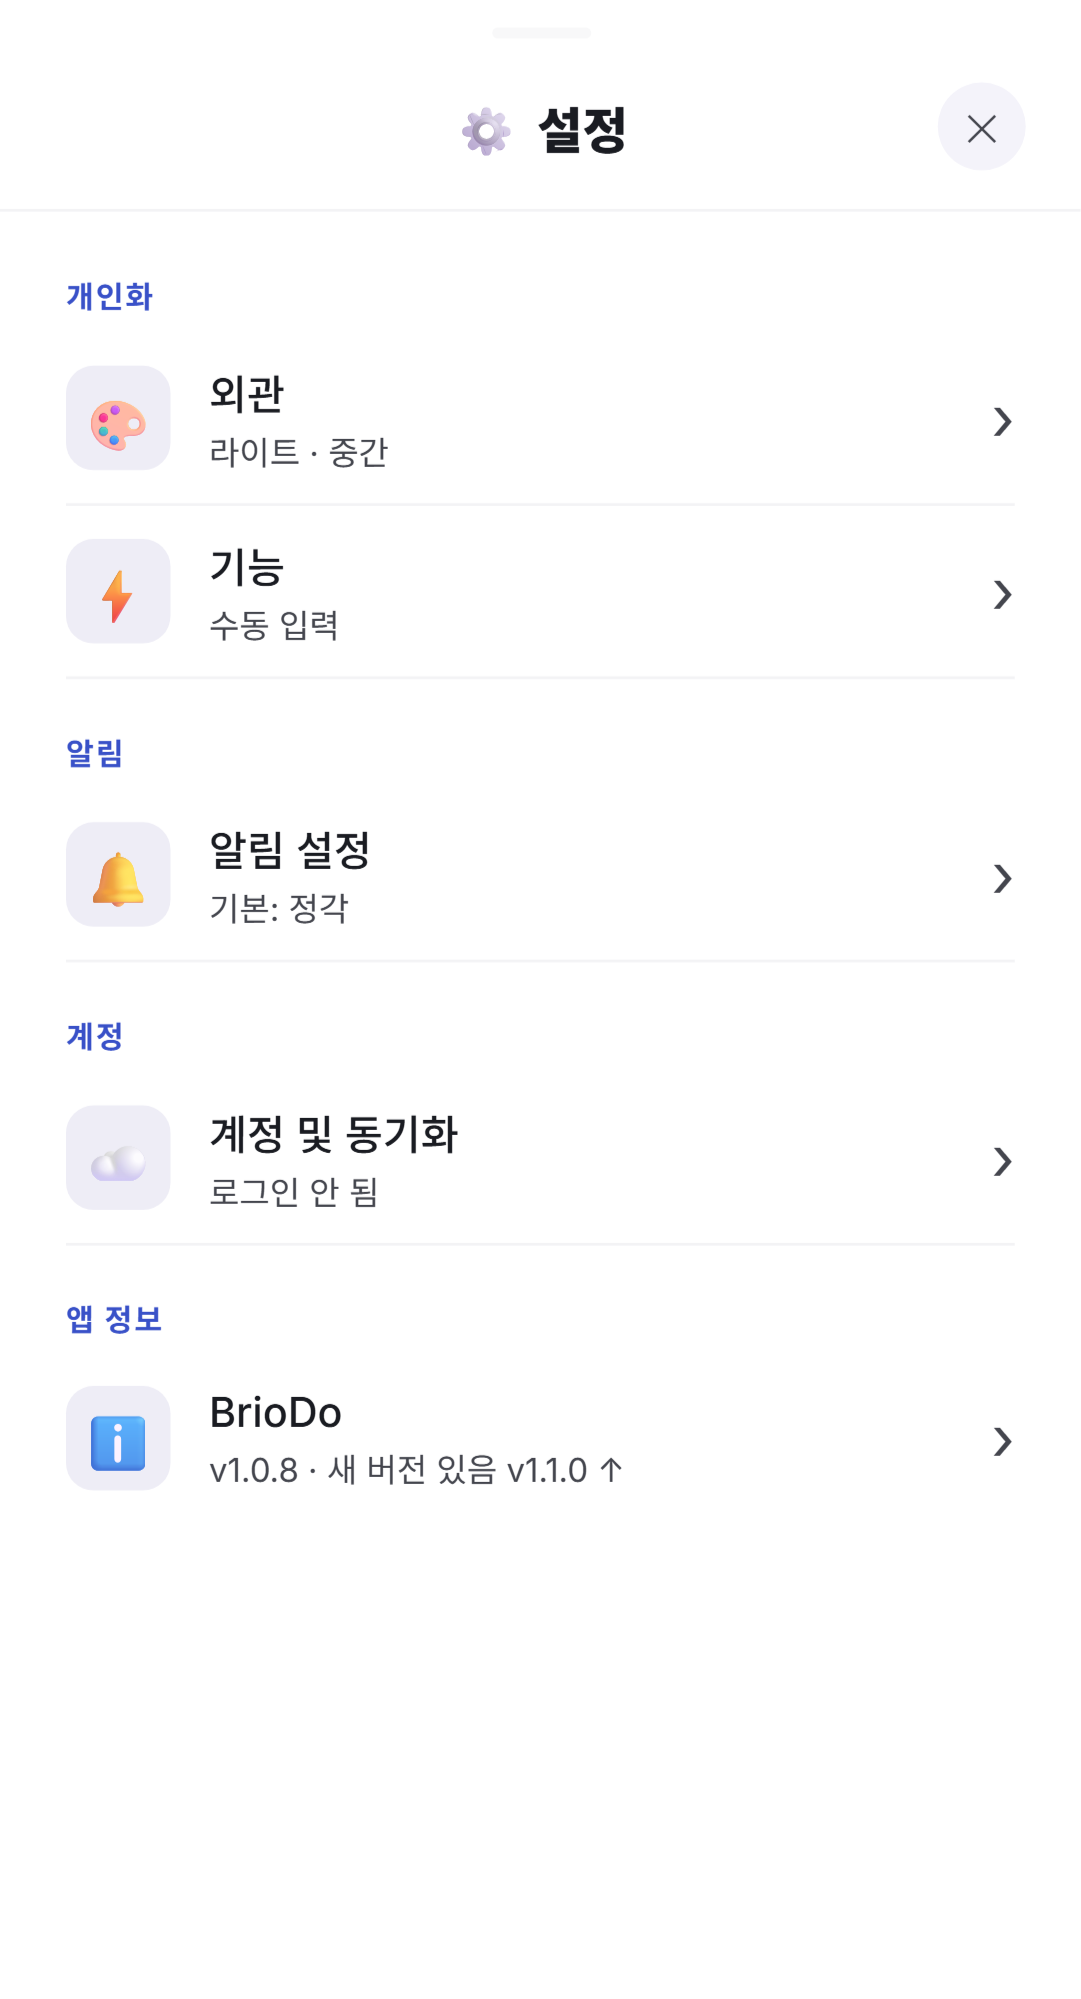 설정
개인화
외관
라이트 · 중간
기능
수동 입력
알림
알림 설정
기본: 정각
계정
계정 및 동기화
로그인 안 됨
앱 정보
BrioDo
v1.0.8 · 새 버전 있음 v1.1.0 ↑